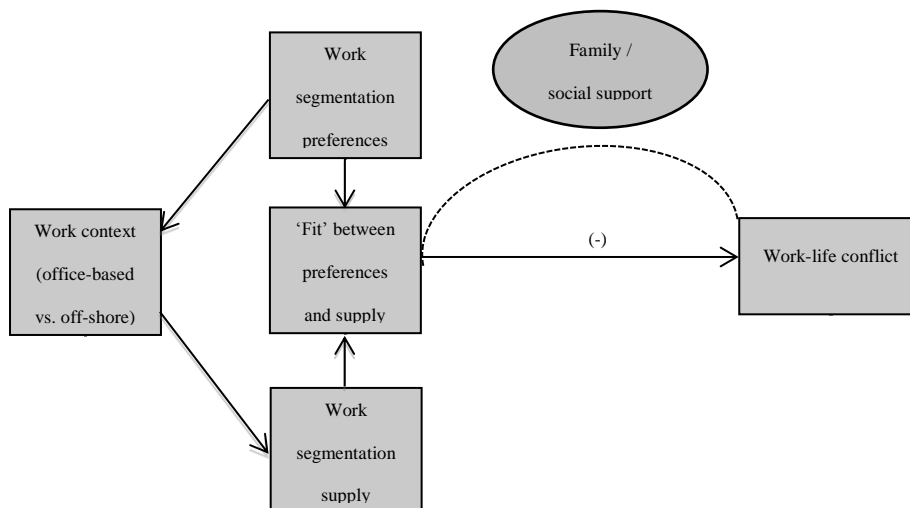 Work
segmentation
preferences
Family /
social support
Work context
(office-based
vs. off-shore)
‘Fit’ between
preferences
and supply
(-)
Work-life conflict
Work
segmentation
supply